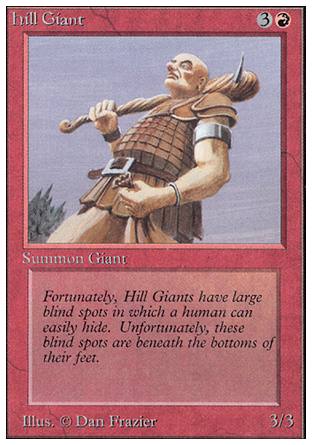 Hill Giant 3
Summon Giant
Fortunately, Hill Giants have large
blind spots in which a human can
easily hide. Unfortunately, these
blind spots are beneath the bottoms of
their feet.
Illus. © Dan Frazier 3/3